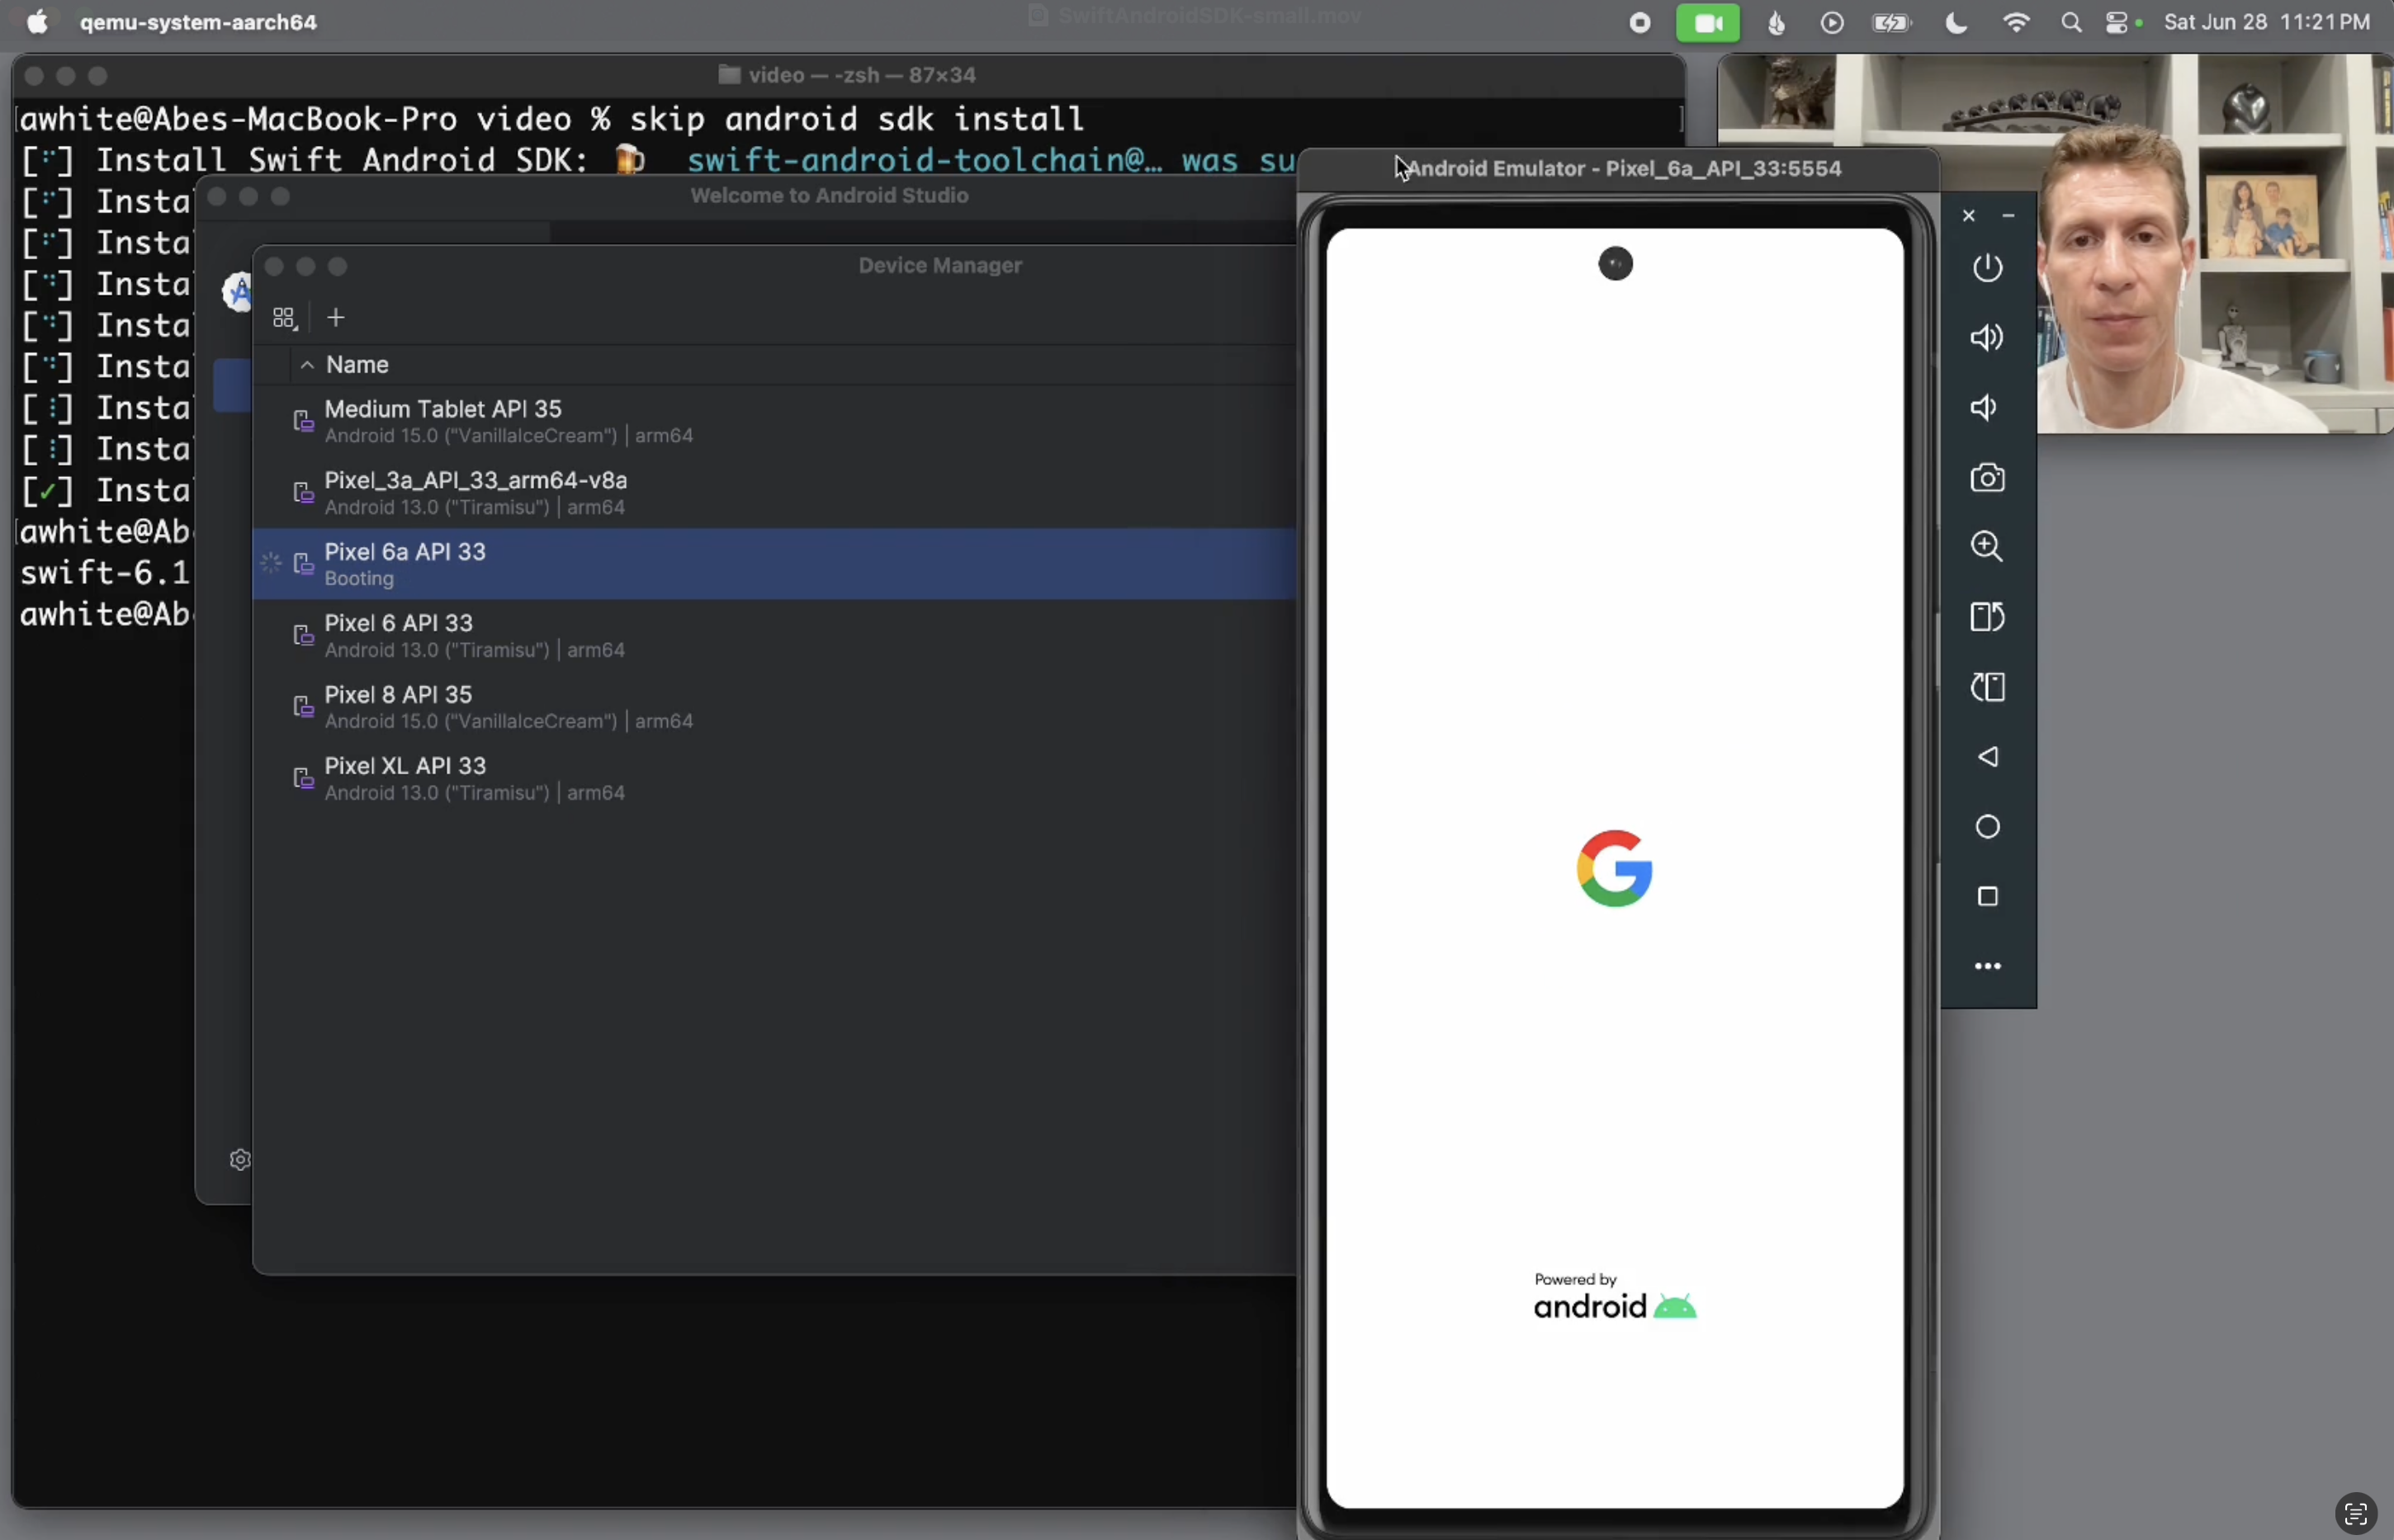 qemu-system-aarch64
SwiftAndroidSDK-small.mov
Sat Jun 28 11:21PM
video — -zsh — 87×34
awhite@Abes-MacBook-Pro video % skip android sdk install
[ ] Install Swift Android SDK: 🍺 swift-android-toolchain@… was su
[ ] Insta
[ ] Insta
[ ] Insta
[ ] Insta
[ ] Insta
[ ] Insta
[ ] Insta
[✓] Insta
awhite@Ab
swift-6.1
awhite@Ab
Welcome to Android Studio
Device Manager
Name
Medium Tablet API 35
Android 15.0 ("VanillaIceCream") | arm64
Pixel_3a_API_33_arm64-v8a
Android 13.0 ("Tiramisu") | arm64
Pixel 6a API 33
Booting
Pixel 6 API 33
Android 13.0 ("Tiramisu") | arm64
Pixel 8 API 35
Android 15.0 ("VanillaIceCream") | arm64
Pixel XL API 33
Android 13.0 ("Tiramisu") | arm64
Android Emulator - Pixel_6a_API_33:5554
G
Powered by
android